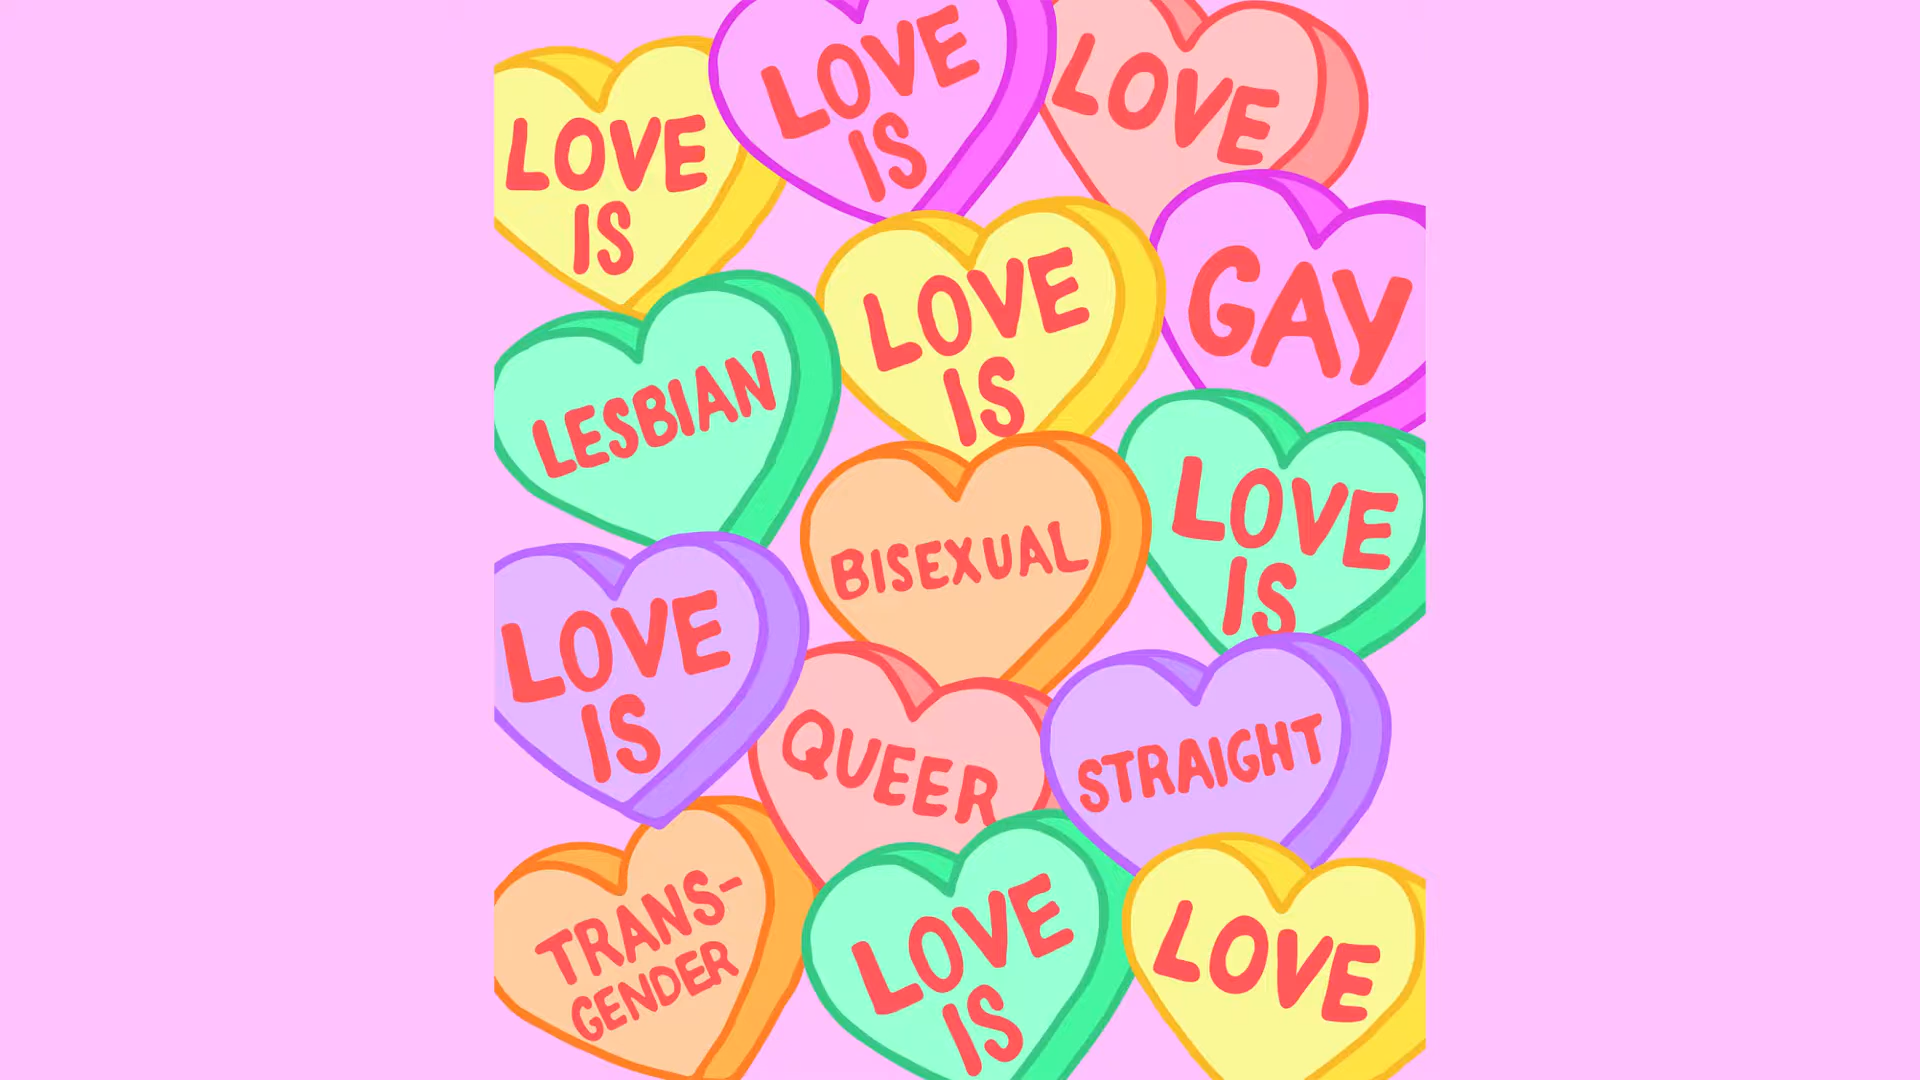 LOVE
IS
LOVE
IS
LOVE
LESBIAN
LOVE
IS
GAY
BISEXUAL
LOVE
IS
LOVE
IS
QUEER
STRAIGHT
TRANS-
GENDER
LOVE
IS
LOVE